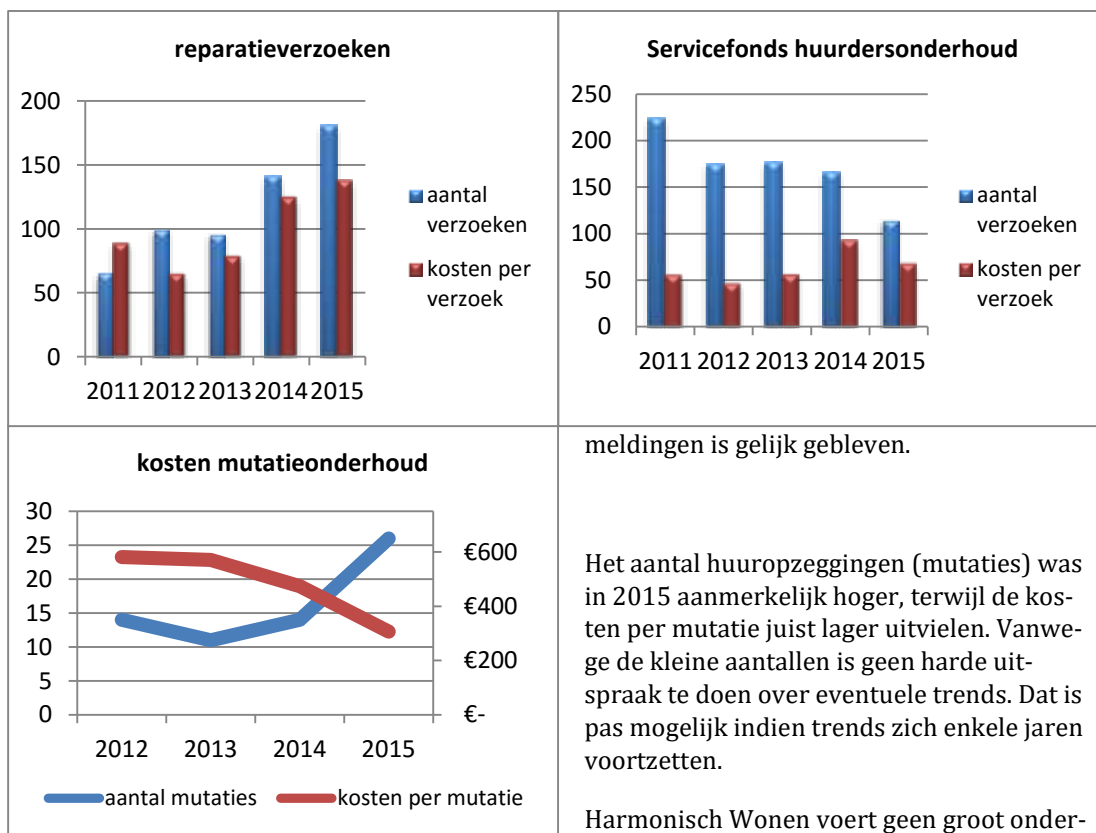 reparatieverzoeken
200
150
100
50
0
2011 2012 2013 2014 2015
aantal
verzoeken
kosten per
verzoek
Servicefonds huurdersonderhoud
250
200
150
100
50
0
2011 2012 2013 2014 2015
aantal
verzoeken
kosten per
verzoek
kosten mutatieonderhoud
30
25
20
15
10
5
0
€600
€400
€200
€-
2012 2013 2014 2015
aantal mutaties kosten per mutatie
meldingen is gelijk gebleven.
Het aantal huuropzeggingen (mutaties) was
in 2015 aanmerkelijk hoger, terwijl de kos-
ten per mutatie juist lager uitvielen. Vanwe-
ge de kleine aantallen is geen harde uit-
spraak te doen over eventuele trends. Dat is
pas mogelijk indien trends zich enkele jaren
voortzetten.
Harmonisch Wonen voert geen groot onder-